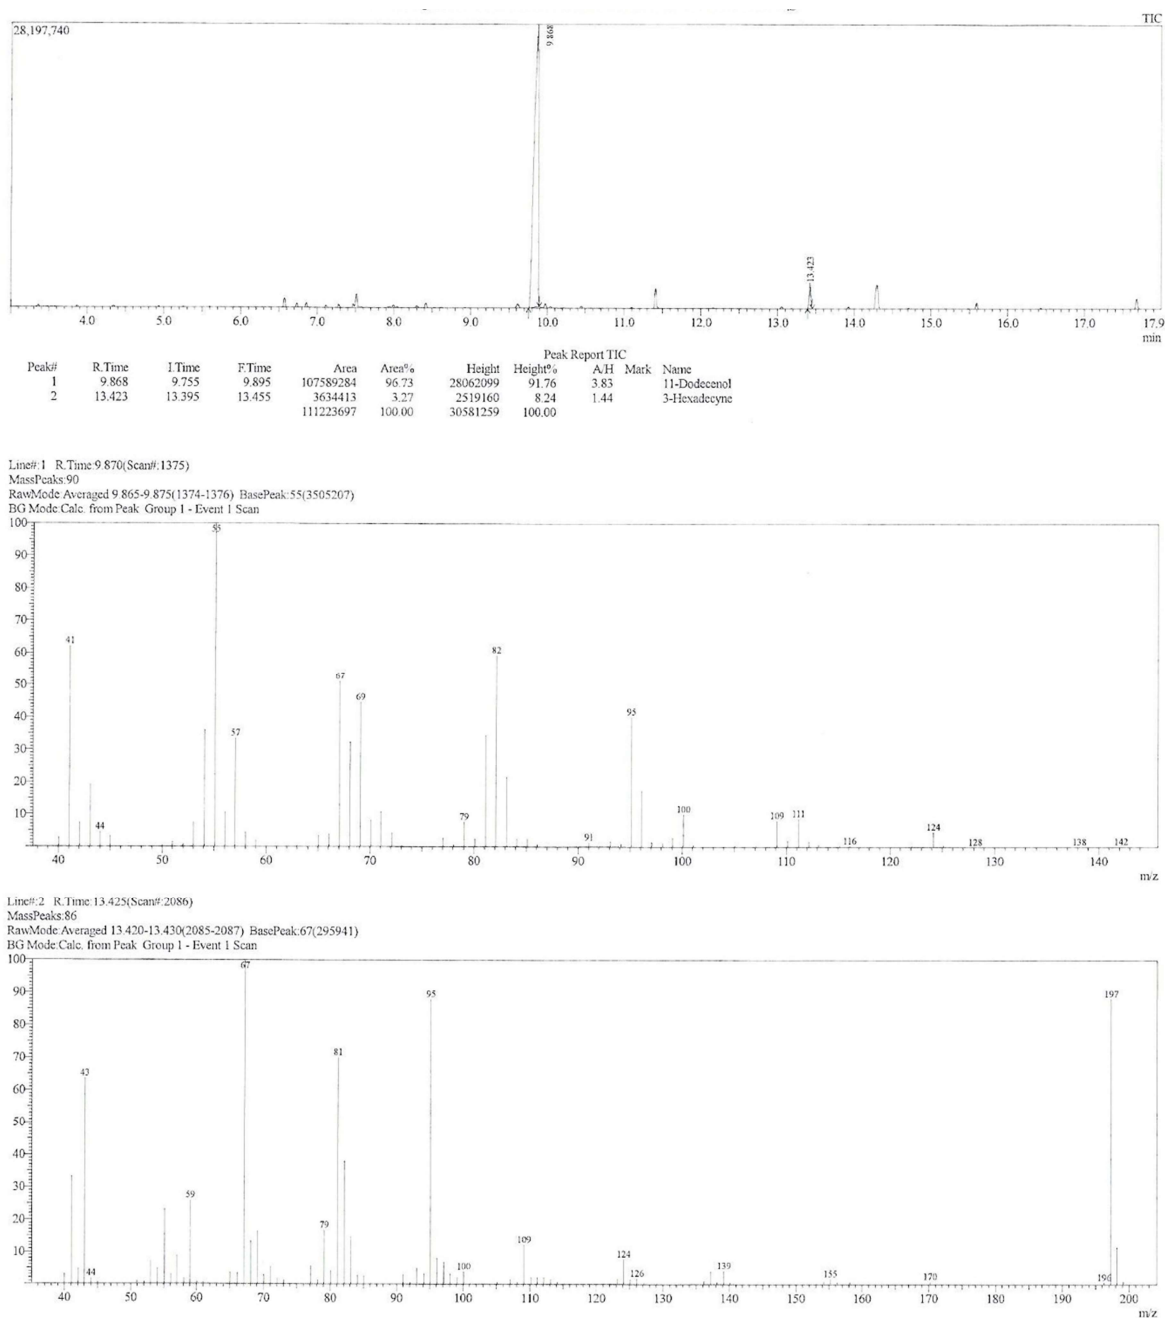 TIC
28,197,740
9.868
13.423
4.0 5.0 6.0 7.0 8.0 9.0 10.0 11.0 12.0 13.0 14.0 15.0 16.0 17.0 17.9
min
Peak Report TIC
Peak# R.Time I.Time F.Time Area Area% Height Height% A/H Mark Name
1 9.868 9.755 9.895 107589284 96.73 28062099 91.76 3.83 11-Dodecenol
2 13.423 13.395 13.455 3634413 3.27 2519160 8.24 1.44 3-Hexadecyne
111223697 100.00 30581259 100.00
Line#:1 R.Time:9.870(Scan#:1375)
MassPeaks:90
RawMode:Averaged 9.865-9.875(1374-1376) BasePeak:55(3505207)
BG Mode:Calc. from Peak Group 1 - Event 1 Scan
100
90
80
70
60
50
40
30
20
10
41 44 55 57 67 69 79 82 91 95 100 109 111 116 124 128 138 142
40 50 60 70 80 90 100 110 120 130 140
m/z
Line#:2 R.Time:13.425(Scan#:2086)
MassPeaks:86
RawMode:Averaged 13.420-13.430(2085-2087) BasePeak:67(295941)
BG Mode:Calc. from Peak Group 1 - Event 1 Scan
100
90
80
70
60
50
40
30
20
10
43 44 59 67 79 81 95 100 109 124 126 139 155 170 196 197
40 50 60 70 80 90 100 110 120 130 140 150 160 170 180 190 200
m/z